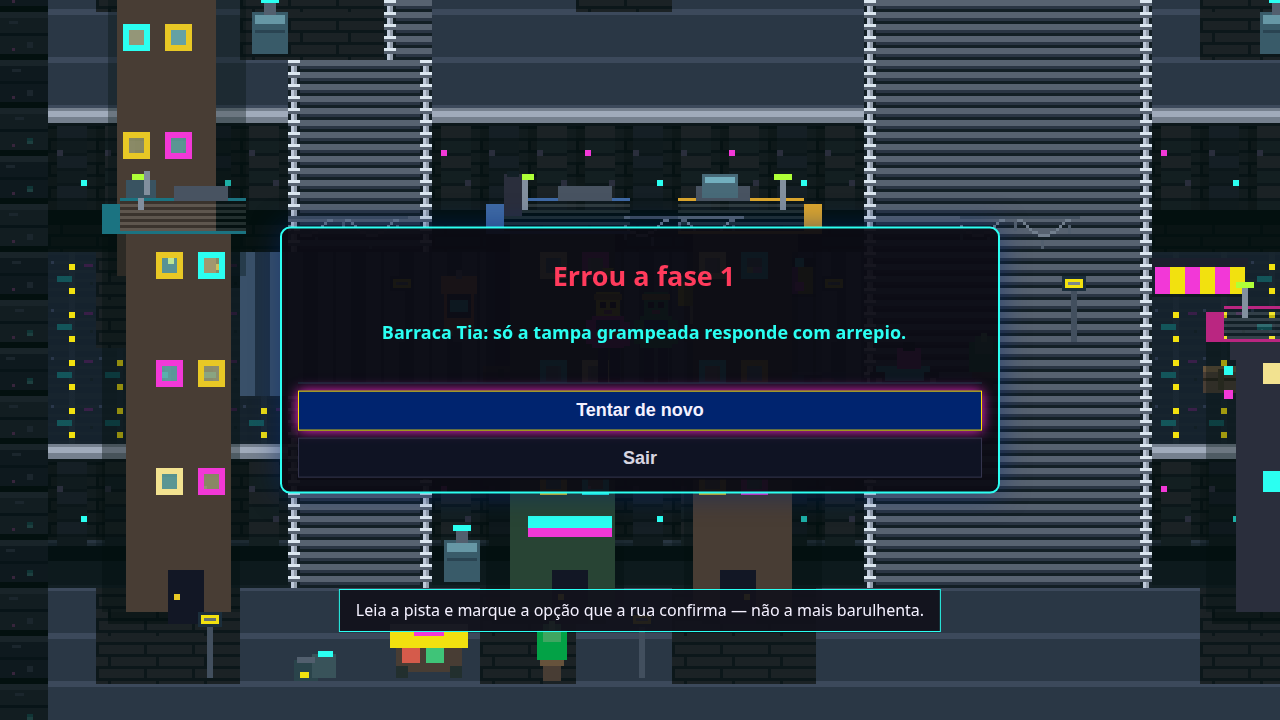 Errou a fase 1
Barraca Tia: só a tampa grampeada responde com arrepio.
Tentar de novo
Sair
Leia a pista e marque a opção que a rua confirma — não a mais barulhenta.